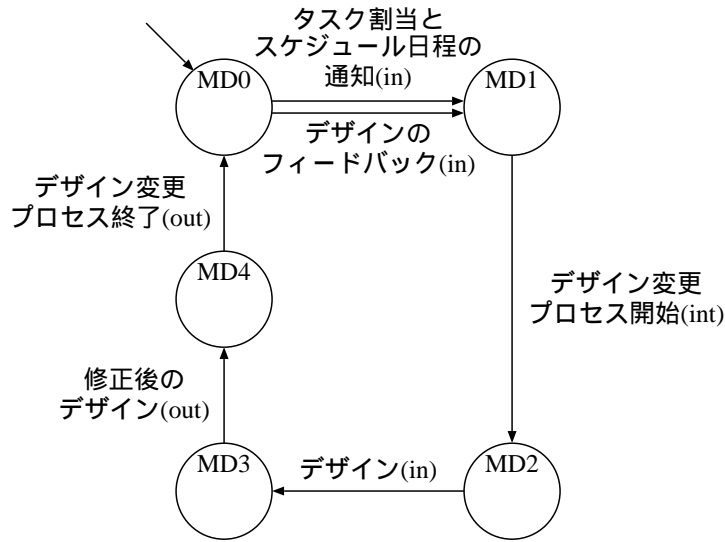 タスク割当と
スケジュール日程の
通知(in)
MD0
MD1
デザインの
フィードバック(in)
デザイン変更
プロセス終了(out)
MD4
デザイン変更
プロセス開始(int)
修正後の
デザイン(out)
MD3
デザイン(in)
MD2